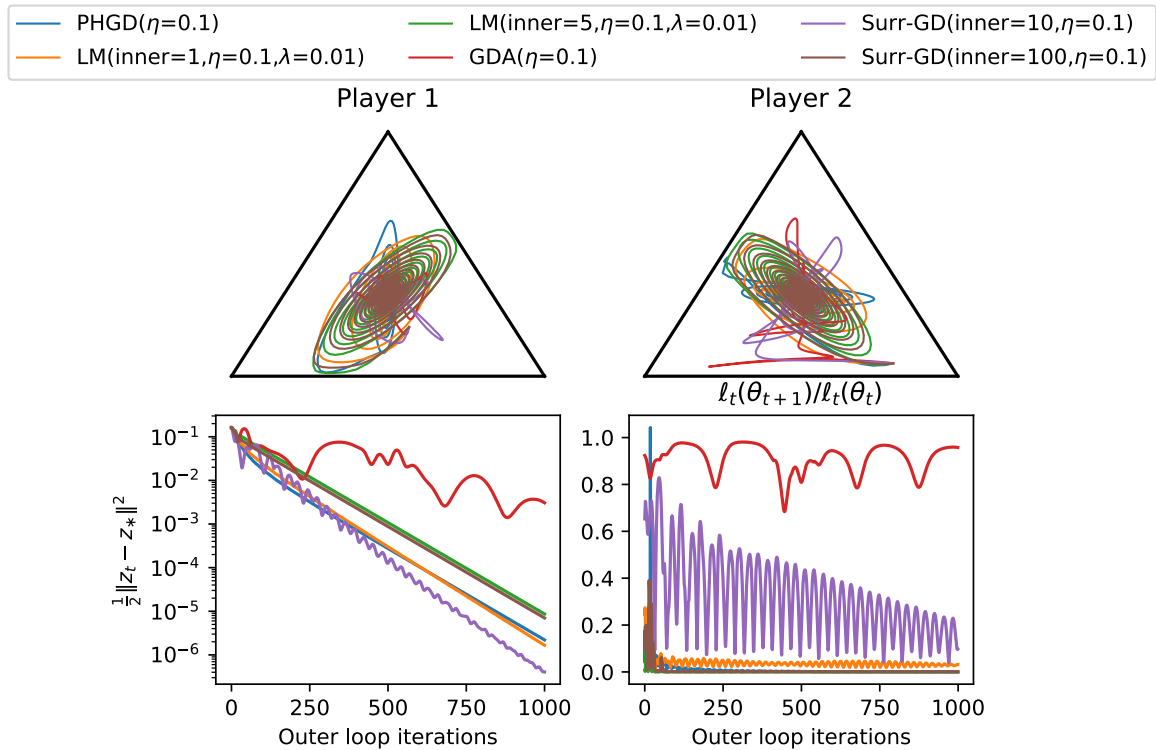 PHGD(η=0.1) LM(inner=5,η=0.1,λ=0.01) Surr-GD(inner=10,η=0.1)
LM(inner=1,η=0.1,λ=0.01) GDA(η=0.1) Surr-GD(inner=100,η=0.1)
Player 1 Player 2
ℓₜ(θₜ₊₁)/ℓₜ(θₜ)
10⁻¹
10⁻²
10⁻³
10⁻⁴
10⁻⁵
10⁻⁶
½‖zₜ − z∗‖²
0 250 500 750 1000
Outer loop iterations
1.0
0.8
0.6
0.4
0.2
0.0
0 250 500 750 1000
Outer loop iterations